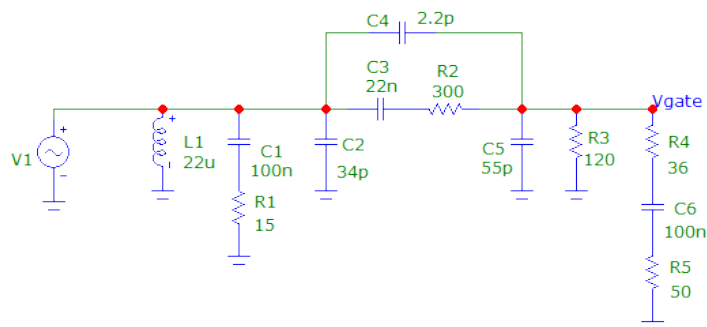 C4
2.2p
C3
22n
R2
300
Vgate
+
V1
−
+
L1
−
22u
C1
100n
C2
34p
C5
55p
R3
120
R4
36
R1
15
C6
100n
R5
50